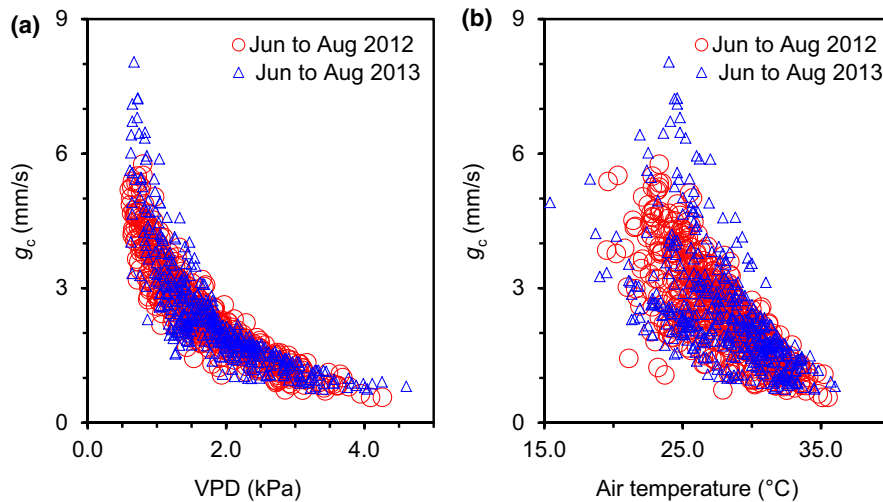 (a)
9
6
3
0
g_c (mm/s)
Jun to Aug 2012
Jun to Aug 2013
0.0 2.0 4.0
VPD (kPa)
(b)
9
6
3
0
g_c (mm/s)
Jun to Aug 2012
Jun to Aug 2013
15.0 25.0 35.0
Air temperature (°C)